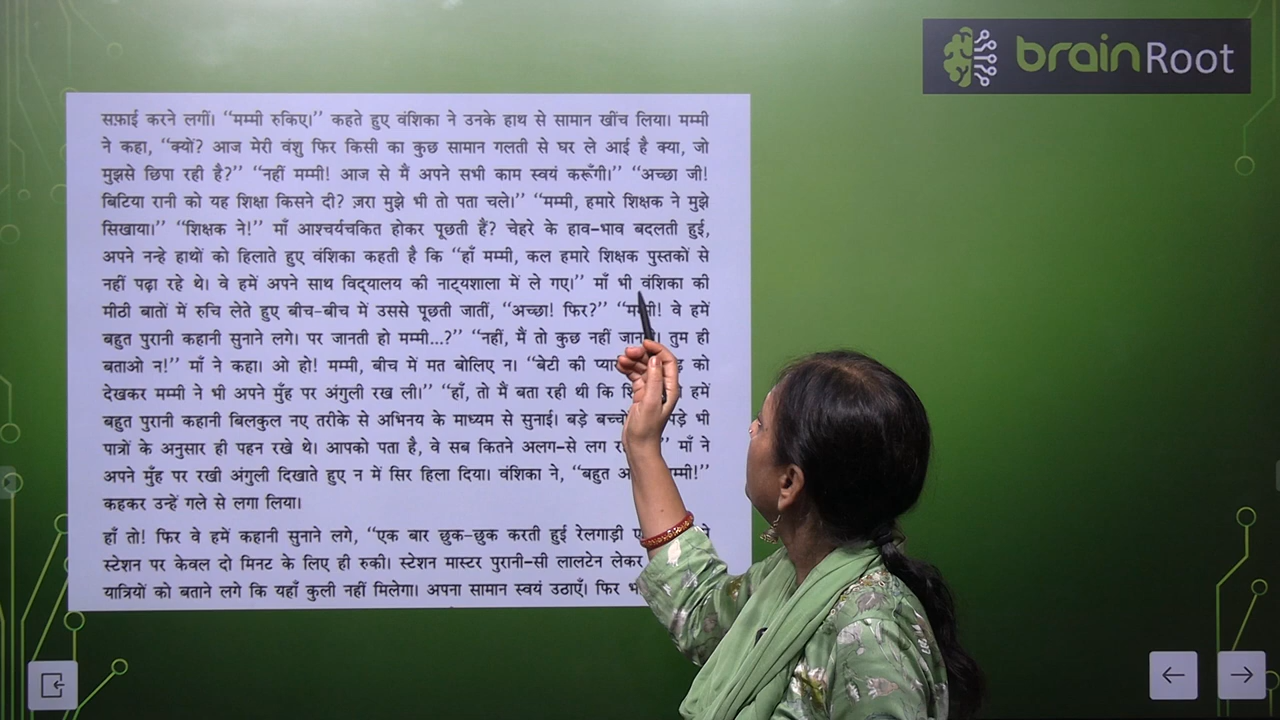 brainRoot
सफ़ाई करने लगीं। “मम्मी रुकिए।” कहते हुए वंशिका ने उनके हाथ से सामान खींच लिया। मम्मी
ने कहा, “क्यों? आज मेरी वंशु फिर किसी का कुछ सामान गलती से घर ले आई है क्या, जो
मुझसे छिपा रही है?” “नहीं मम्मी! आज से मैं अपने सभी काम स्वयं करूँगी।” “अच्छा जी!
बिटिया रानी को यह शिक्षा किसने दी? ज़रा मुझे भी तो पता चले।” “मम्मी, हमारे शिक्षक ने मुझे
सिखाया।” “शिक्षक ने!” माँ आश्चर्यचकित होकर पूछती हैं? चेहरे के हाव-भाव बदलती हुई,
अपने नन्हे हाथों को हिलाते हुए वंशिका कहती है कि “हाँ मम्मी, कल हमारे शिक्षक पुस्तकों से
नहीं पढ़ा रहे थे। वे हमें अपने साथ विद्यालय की नाट्यशाला में ले गए।” माँ भी वंशिका की
मीठी बातों में रुचि लेते हुए बीच-बीच में उससे पूछती जातीं, “अच्छा! फिर?” “मम्मी! वे हमें
बहुत पुरानी कहानी सुनाने लगे। पर जानती हो मम्मी...?” “नहीं, मैं तो कुछ नहीं तुम ही
बताओ न!” माँ ने कहा। ओ हो! मम्मी, बीच में मत बोलिए न। “बेटी की को
देखकर मम्मी ने भी अपने मुँह पर अंगुली रख ली।” “हाँ, तो मैं बता रही थी कि हमें
बहुत पुरानी कहानी बिलकुल नए तरीके से अभिनय के माध्यम से सुनाई। बड़े भी
पात्रों के अनुसार ही पहन रखे थे। आपको पता है, वे सब कितने अलग-से लग माँ ने
अपने मुँह पर रखी अंगुली दिखाते हुए न में सिर हिला दिया। वंशिका ने, “बहुत
कहकर उन्हें गले से लगा लिया।
हाँ तो! फिर वे हमें कहानी सुनाने लगे, “एक बार छुक-छुक करती हुई रेलगाड़ी
स्टेशन पर केवल दो मिनट के लिए ही रुकी। स्टेशन मास्टर पुरानी-सी लालटेन लेकर
यात्रियों को बताने लगे कि यहाँ कुली नहीं मिलेगा। अपना सामान स्वयं उठाएँ। फिर